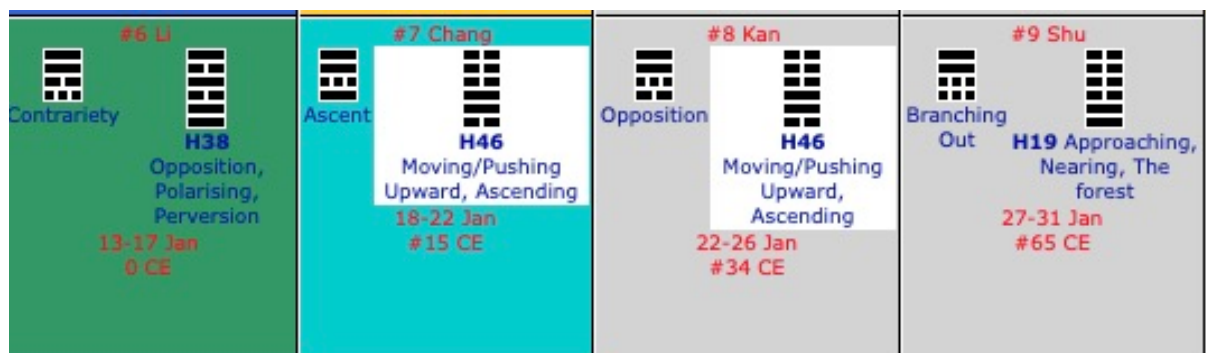 #6 Li
Contrariety
H38
Opposition,
Polarising,
Perversion
13-17 Jan
0 CE
#7 Chang
Ascent
H46
Moving/Pushing
Upward, Ascending
18-22 Jan
#15 CE
#8 Kan
Opposition
H46
Moving/Pushing
Upward,
Ascending
22-26 Jan
#34 CE
#9 Shu
Branching
Out
H19 Approaching,
Nearing, The
forest
27-31 Jan
#65 CE